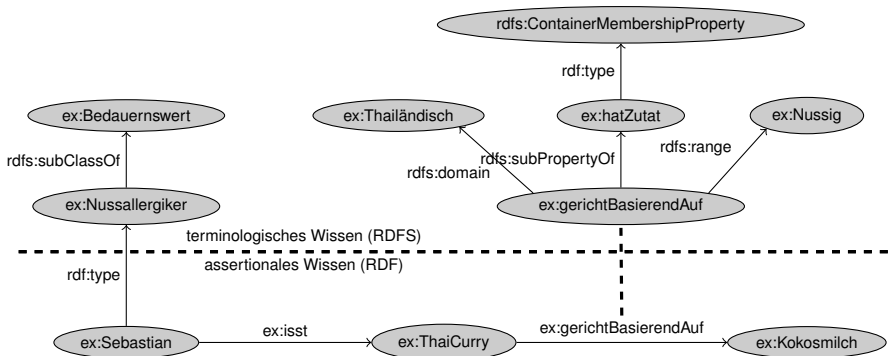 rdfs:ContainerMembershipProperty
rdf:type
ex:Bedauernswert
ex:Thailändisch
ex:hatZutat
ex:Nussig
rdfs:subClassOf
rdfs:subPropertyOf
rdfs:range
rdfs:domain
ex:Nussallergiker
ex:gerichtBasierendAuf
terminologisches Wissen (RDFS)
assertionales Wissen (RDF)
rdf:type
ex:Sebastian
ex:isst
ex:ThaiCurry
ex:gerichtBasierendAuf
ex:Kokosmilch